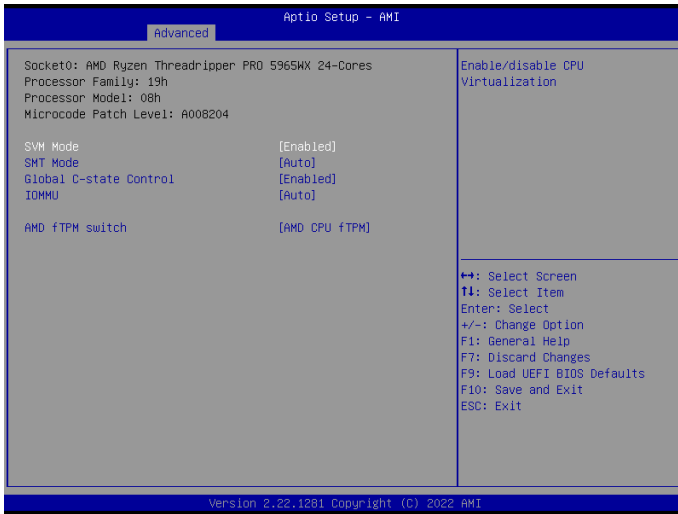 Aptio Setup - AMI
Advanced
Socket0: AMD Ryzen Threadripper PRO 5965WX 24-Cores
Processor Family: 19h
Processor Model: 08h
Microcode Patch Level: A008204
SVM Mode [Enabled]
SMT Mode [Auto]
Global C-state Control [Enabled]
IOMMU [Auto]
AMD fTPM switch [AMD CPU fTPM]
Enable/disable CPU
Virtualization
↔: Select Screen
↑↓: Select Item
Enter: Select
+/-: Change Option
F1: General Help
F7: Discard Changes
F9: Load UEFI BIOS Defaults
F10: Save and Exit
ESC: Exit
Version 2.22.1281 Copyright (C) 2022 AMI